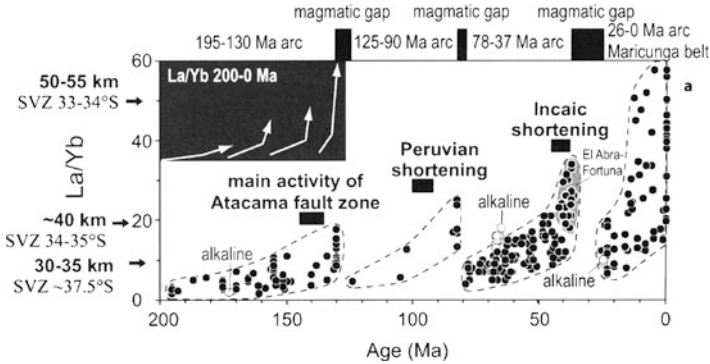 magmatic gap magmatic gap magmatic gap
195-130 Ma arc 125-90 Ma arc 78-37 Ma arc 26-0 Ma arc
Maricunga belt
a
La/Yb 200-0 Ma
50-55 km
SVZ 33-34°S
~40 km
SVZ 34-35°S
30-35 km
SVZ ~37.5°S
La/Yb
60
40
20
10
0
Incaic
shortening
El Abra-
Fortuna
Peruvian
shortening
main activity of
Atacama fault zone
alkaline
alkaline
alkaline
200 150 100 50 0
Age (Ma)